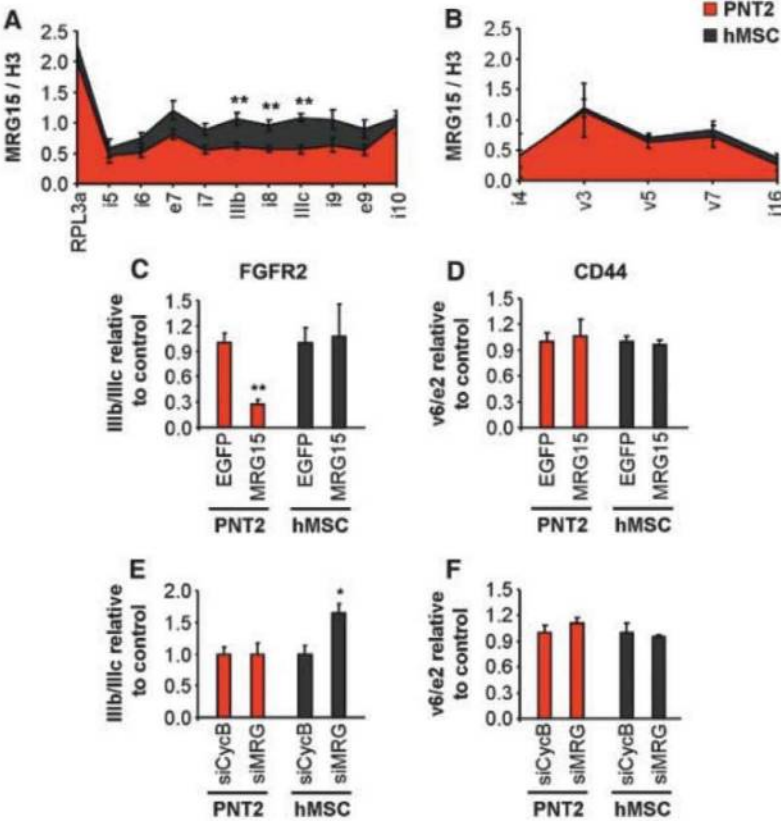 A
MRG15 / H3
2.5
2.0
1.5
1.0
0.5
0.0
** ** **
RPL3a i5 i6 e7 i7 IIIb i8 IIIc i9 e9 i10
B
PNT2
hMSC
MRG15 / H3
2.5
2.0
1.5
1.0
0.5
0.0
i4 v3 v5 v7 i16
C
FGFR2
IIIb/IIIc relative
to control
1.5
1.2
0.9
0.6
0.3
0.0
**
EGFP MRG15 EGFP MRG15
PNT2 hMSC
D
CD44
v6/e2 relative
to control
1.5
1.2
0.9
0.6
0.3
0.0
EGFP MRG15 EGFP MRG15
PNT2 hMSC
E
IIIb/IIIc relative
to control
2.0
1.5
1.0
0.5
0.0
*
siCycB siMRG siCycB siMRG
PNT2 hMSC
F
v6/e2 relative
to control
1.5
1.2
0.9
0.6
0.3
0.0
siCycB siMRG siCycB siMRG
PNT2 hMSC